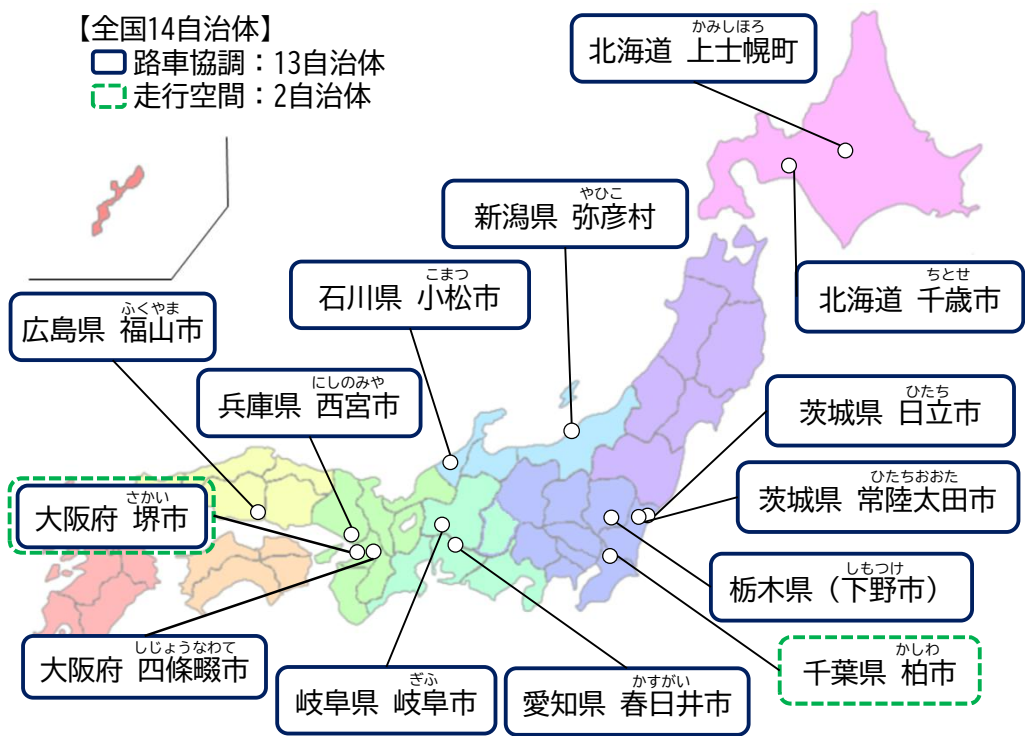 【全国14自治体】
路車協調：13自治体
走行空間：2自治体
かみしほろ
北海道 上士幌町
やひこ
新潟県 弥彦村
ちとせ
北海道 千歳市
こまつ
石川県 小松市
ふくやま
広島県 福山市
にしのみや
兵庫県 西宮市
ひたち
茨城県 日立市
ひたちおおた
茨城県 常陸太田市
さかい
大阪府 堺市
しもつけ
栃木県（下野市）
しじょうなわて
大阪府 四條畷市
かしわ
千葉県 柏市
ぎふ
岐阜県 岐阜市
かすがい
愛知県 春日井市